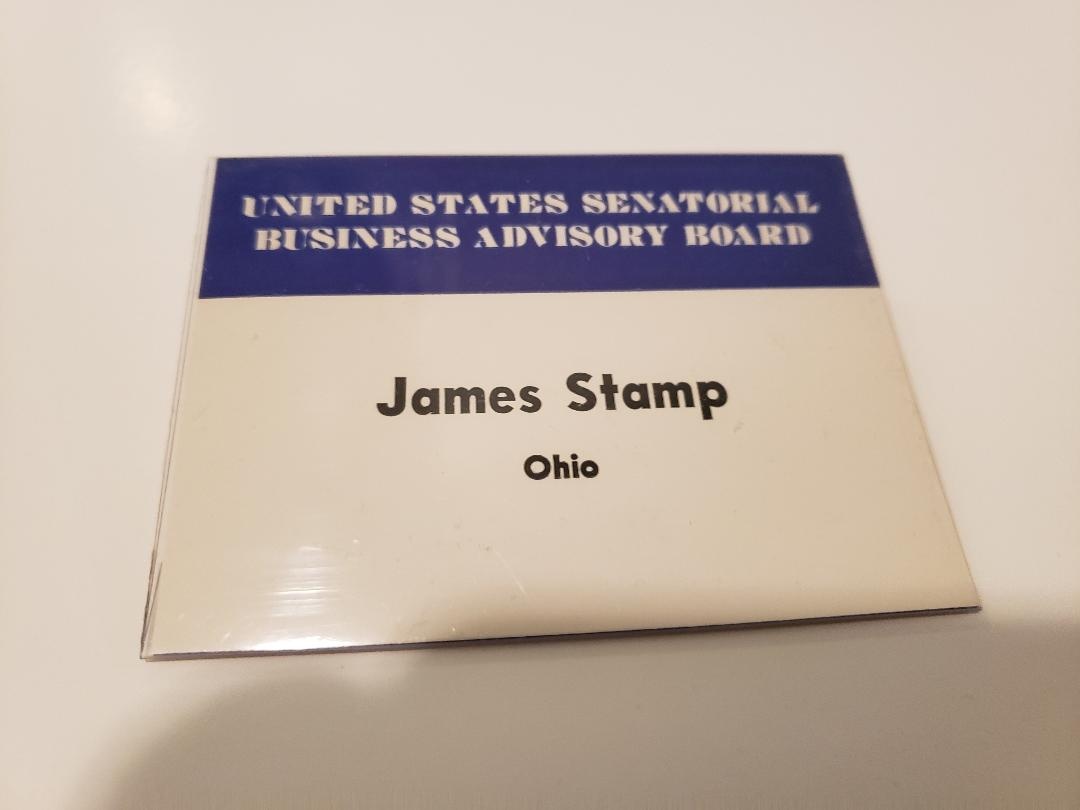 UNITED STATES SENATORIAL
BUSINESS ADVISORY BOARD
James Stamp
Ohio